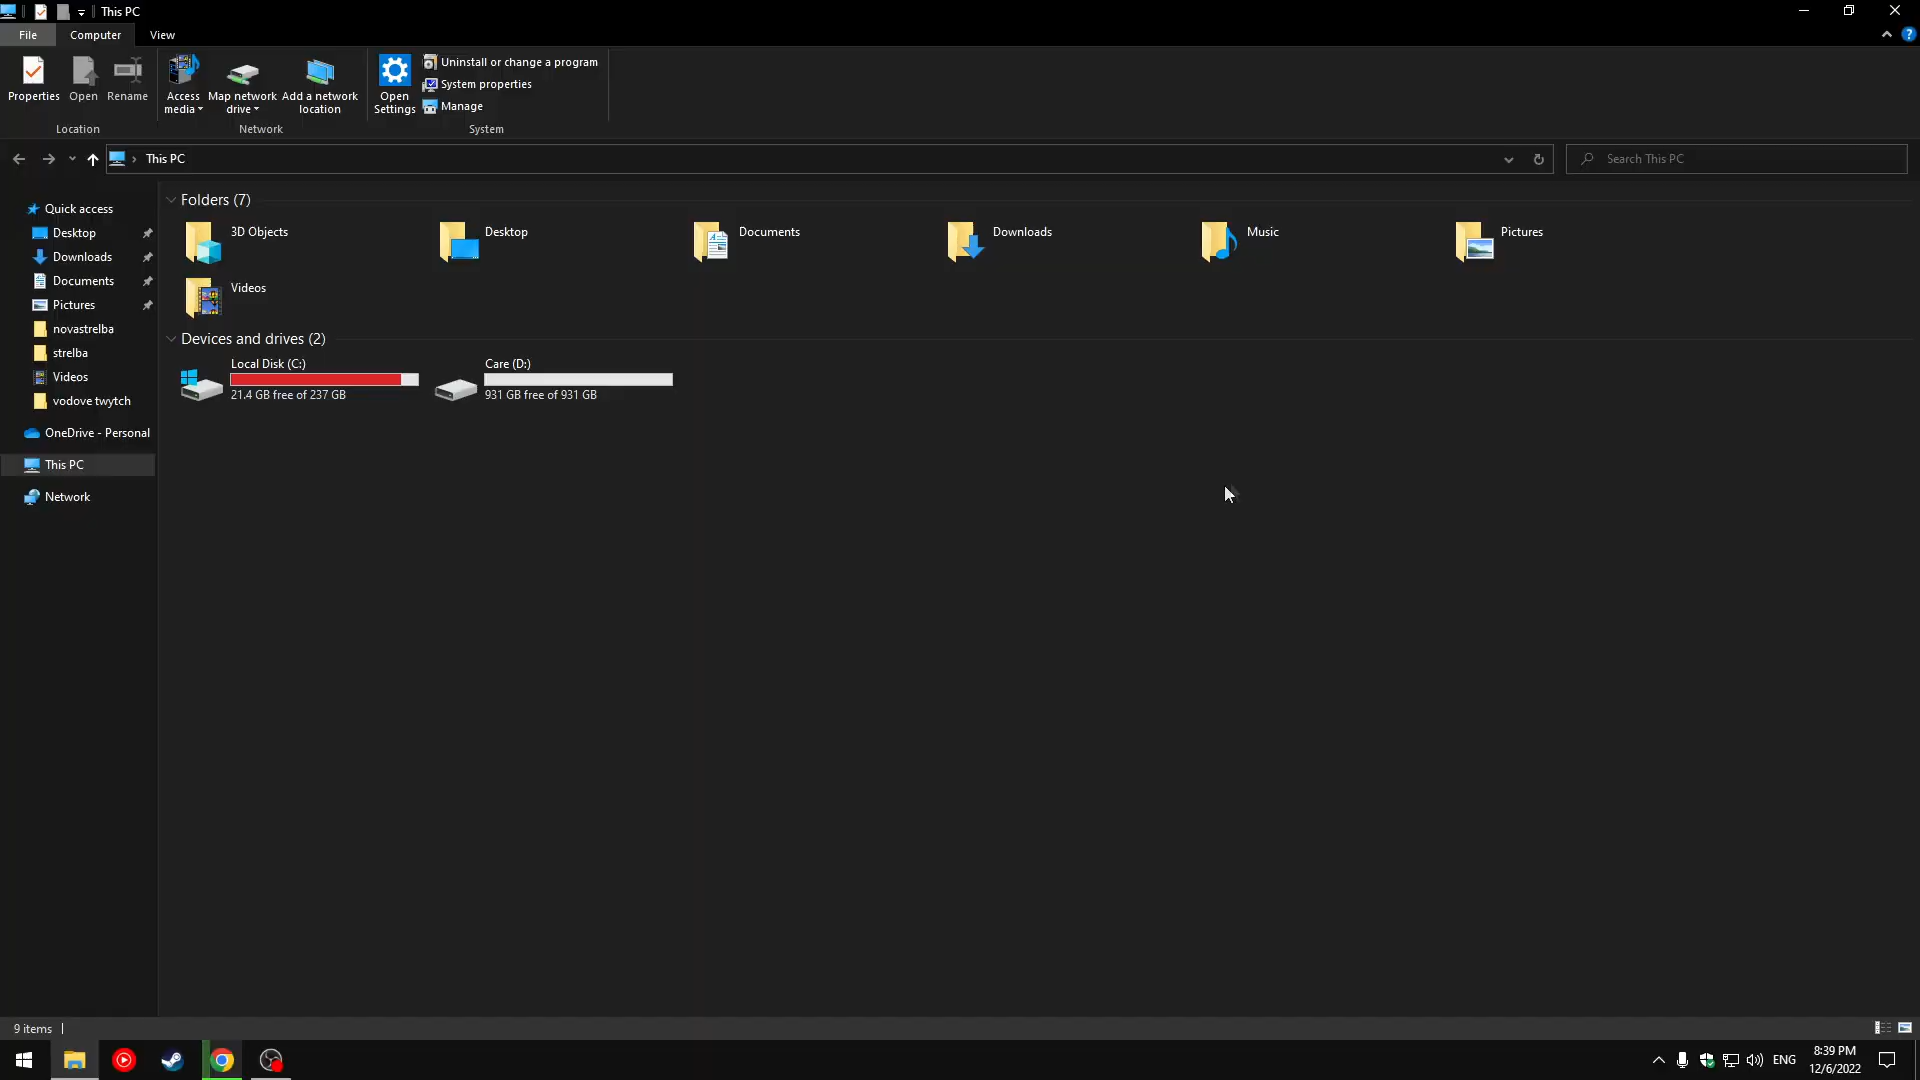 This PC
File Computer View
Uninstall or change a program
System properties
Manage
Properties Open Rename Access media Map network drive Add a network location Open Settings
Location Network System
This PC
Search This PC
Quick access
Desktop
Downloads
Documents
Pictures
novastrelba
strelba
Videos
vodove twytch
OneDrive - Personal
This PC
Network
Folders (7)
3D Objects Desktop Documents Downloads Music Pictures
Videos
Devices and drives (2)
Local Disk (C:)
21.4 GB free of 237 GB
Care (D:)
931 GB free of 931 GB
9 items
ENG
8:39 PM
12/6/2022